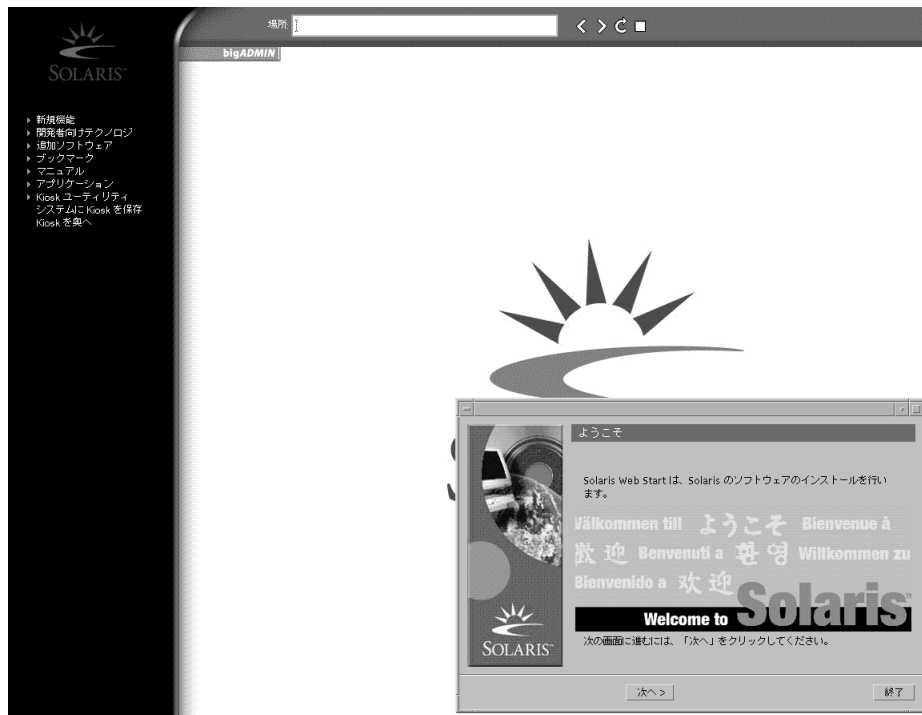 場所:
bigADMIN
SOLARIS™
新規機能
開発者向けテクノロジ
追加ソフトウェア
ブックマーク
マニュアル
アプリケーション
Kiosk ユーティリティ
システムに Kiosk を保存
Kiosk を奥へ
ようこそ
Solaris Web Start は、Solaris のソフトウェアのインストールを行い
ます。
Välkommen till ようこそ Bienvenue à
歡迎 Benvenuti a 환영 Willkommen zu
Bienvenido a 欢迎
Welcome to Solaris™
SOLARIS™
次の画面に進むには、「次へ」をクリックしてください。
次へ >
終了